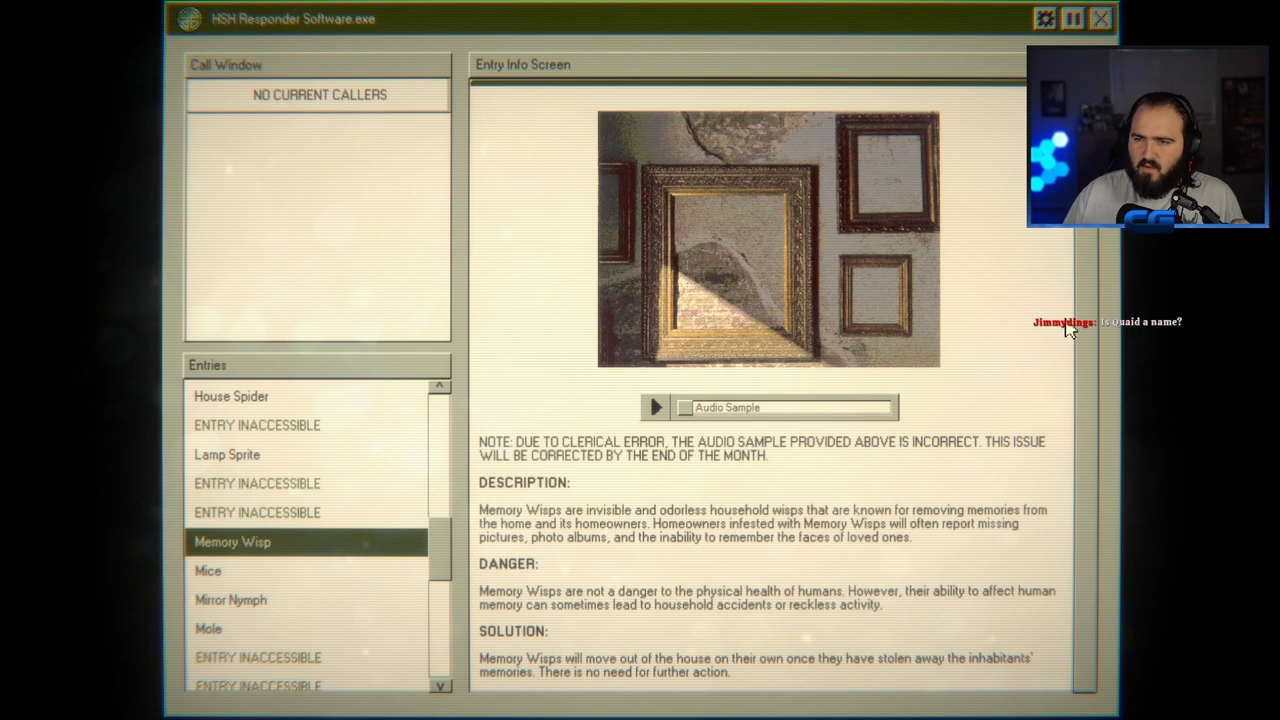 HSH Responder Software.exe
Call Window
NO CURRENT CALLERS
Entries
House Spider
ENTRY INACCESSIBLE
Lamp Sprite
ENTRY INACCESSIBLE
ENTRY INACCESSIBLE
Memory Wisp
Mice
Mirror Nymph
Mole
ENTRY INACCESSIBLE
ENTRY INACCESSIBLE
Entry Info Screen
Audio Sample
NOTE: DUE TO CLERICAL ERROR, THE AUDIO SAMPLE PROVIDED ABOVE IS INCORRECT. THIS ISSUE
WILL BE CORRECTED BY THE END OF THE MONTH.
DESCRIPTION:
Memory Wisps are invisible and odorless household wisps that are known for removing memories from
the home and its homeowners. Homeowners infested with Memory Wisps will often report missing
pictures, photo albums, and the inability to remember the faces of loved ones.
DANGER:
Memory Wisps are not a danger to the physical health of humans. However, their ability to affect human
memory can sometimes lead to household accidents or reckless activity.
SOLUTION:
Memory Wisps will move out of the house on their own once they have stolen away the inhabitants'
memories. There is no need for further action.
CG
Jimmydings: Is Quaid a name?